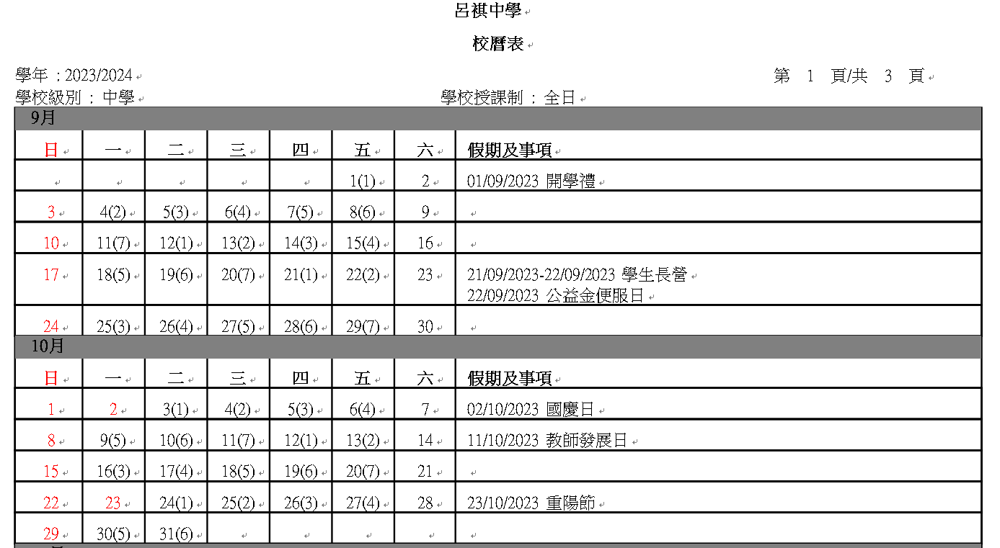 呂祺中學
校曆表
學年 : 2023/2024 第 1 頁/共 3 頁
學校級別 : 中學 學校授課制 : 全日
9月
日 一 二 三 四 五 六 假期及事項
1(1) 2 01/09/2023 開學禮
3 4(2) 5(3) 6(4) 7(5) 8(6) 9
10 11(7) 12(1) 13(2) 14(3) 15(4) 16
17 18(5) 19(6) 20(7) 21(1) 22(2) 23 21/09/2023-22/09/2023 學生長營
22/09/2023 公益金便服日
24 25(3) 26(4) 27(5) 28(6) 29(7) 30
10月
日 一 二 三 四 五 六 假期及事項
1 2 3(1) 4(2) 5(3) 6(4) 7 02/10/2023 國慶日
8 9(5) 10(6) 11(7) 12(1) 13(2) 14 11/10/2023 教師發展日
15 16(3) 17(4) 18(5) 19(6) 20(7) 21
22 23 24(1) 25(2) 26(3) 27(4) 28 23/10/2023 重陽節
29 30(5) 31(6)